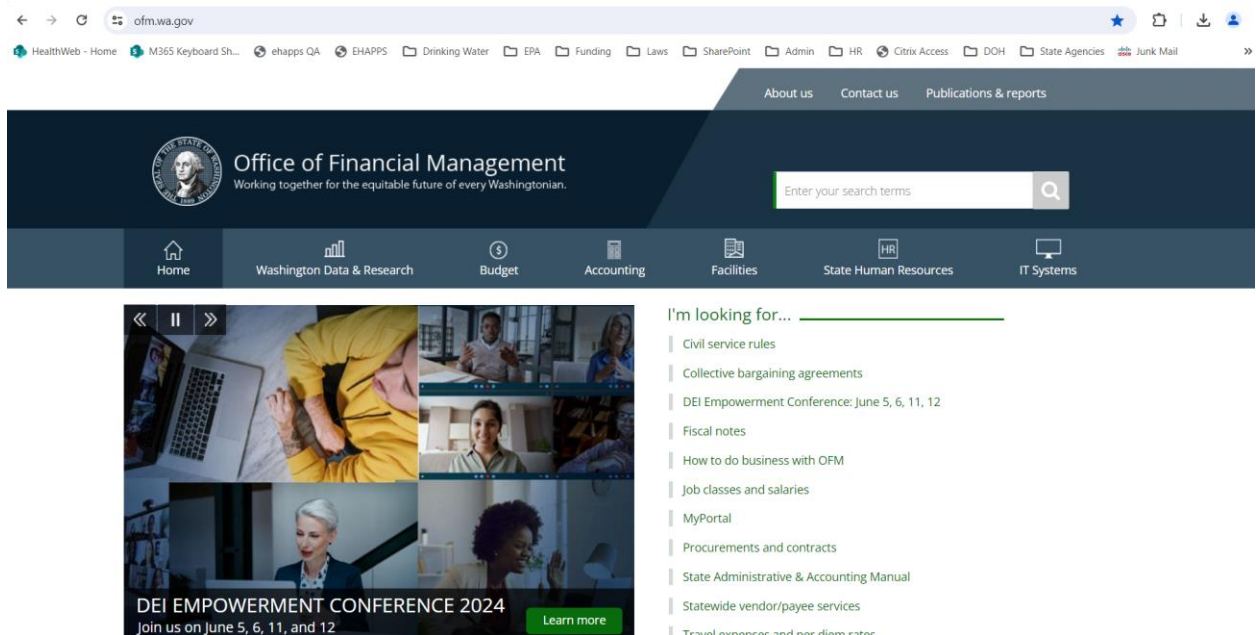 ofm.wa.gov
HealthWeb - Home M365 Keyboard Sh... ehapps QA EHAPPS Drinking Water EPA Funding Laws SharePoint Admin HR Citrix Access DOH State Agencies Junk Mail »
About us Contact us Publications & reports
Office of Financial Management
Working together for the equitable future of every Washingtonian.
Enter your search terms
HR
Home Washington Data & Research Budget Accounting Facilities State Human Resources IT Systems
I'm looking for...
Civil service rules
Collective bargaining agreements
DEI Empowerment Conference: June 5, 6, 11, 12
Fiscal notes
How to do business with OFM
Job classes and salaries
MyPortal
Procurements and contracts
State Administrative & Accounting Manual
Statewide vendor/payee services
Travel expenses and per diem rates
DEI EMPOWERMENT CONFERENCE 2024
Join us on June 5, 6, 11, and 12
Learn more